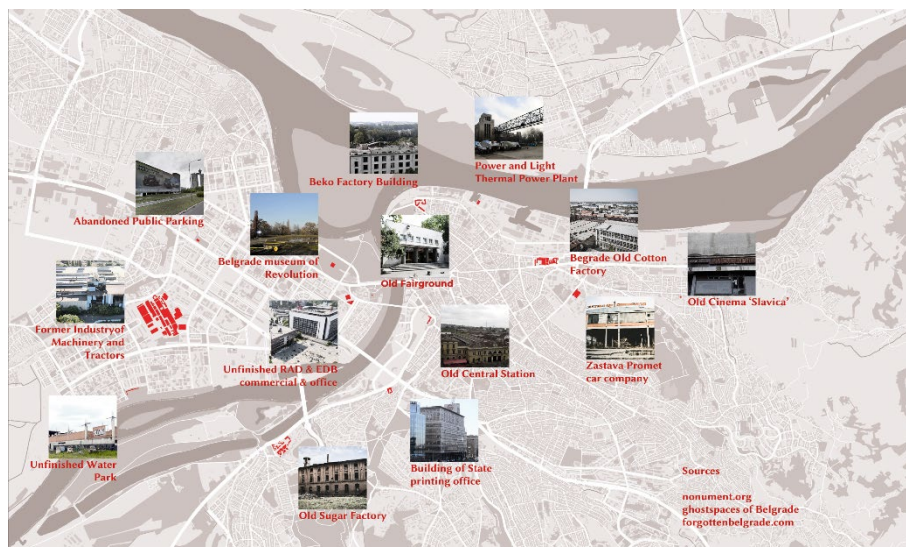 Power and Light
Thermal Power Plant
Beko Factory Building
Abandoned Public Parking
Belgrade museum of
Revolution
Old Fairground
Begrade Old Cotton
Factory
Old Cinema ‘Slavica’
Former Industryof
Machinery and
Tractors
Unfinished RAD & EDB
commercial & office
Old Central Station
Zastava Promet
car company
Unfinished Water
Park
Old Sugar Factory
Building of State
printing office
Sources
nonument.org
ghostspaces of Belgrade
forgottenbelgrade.com